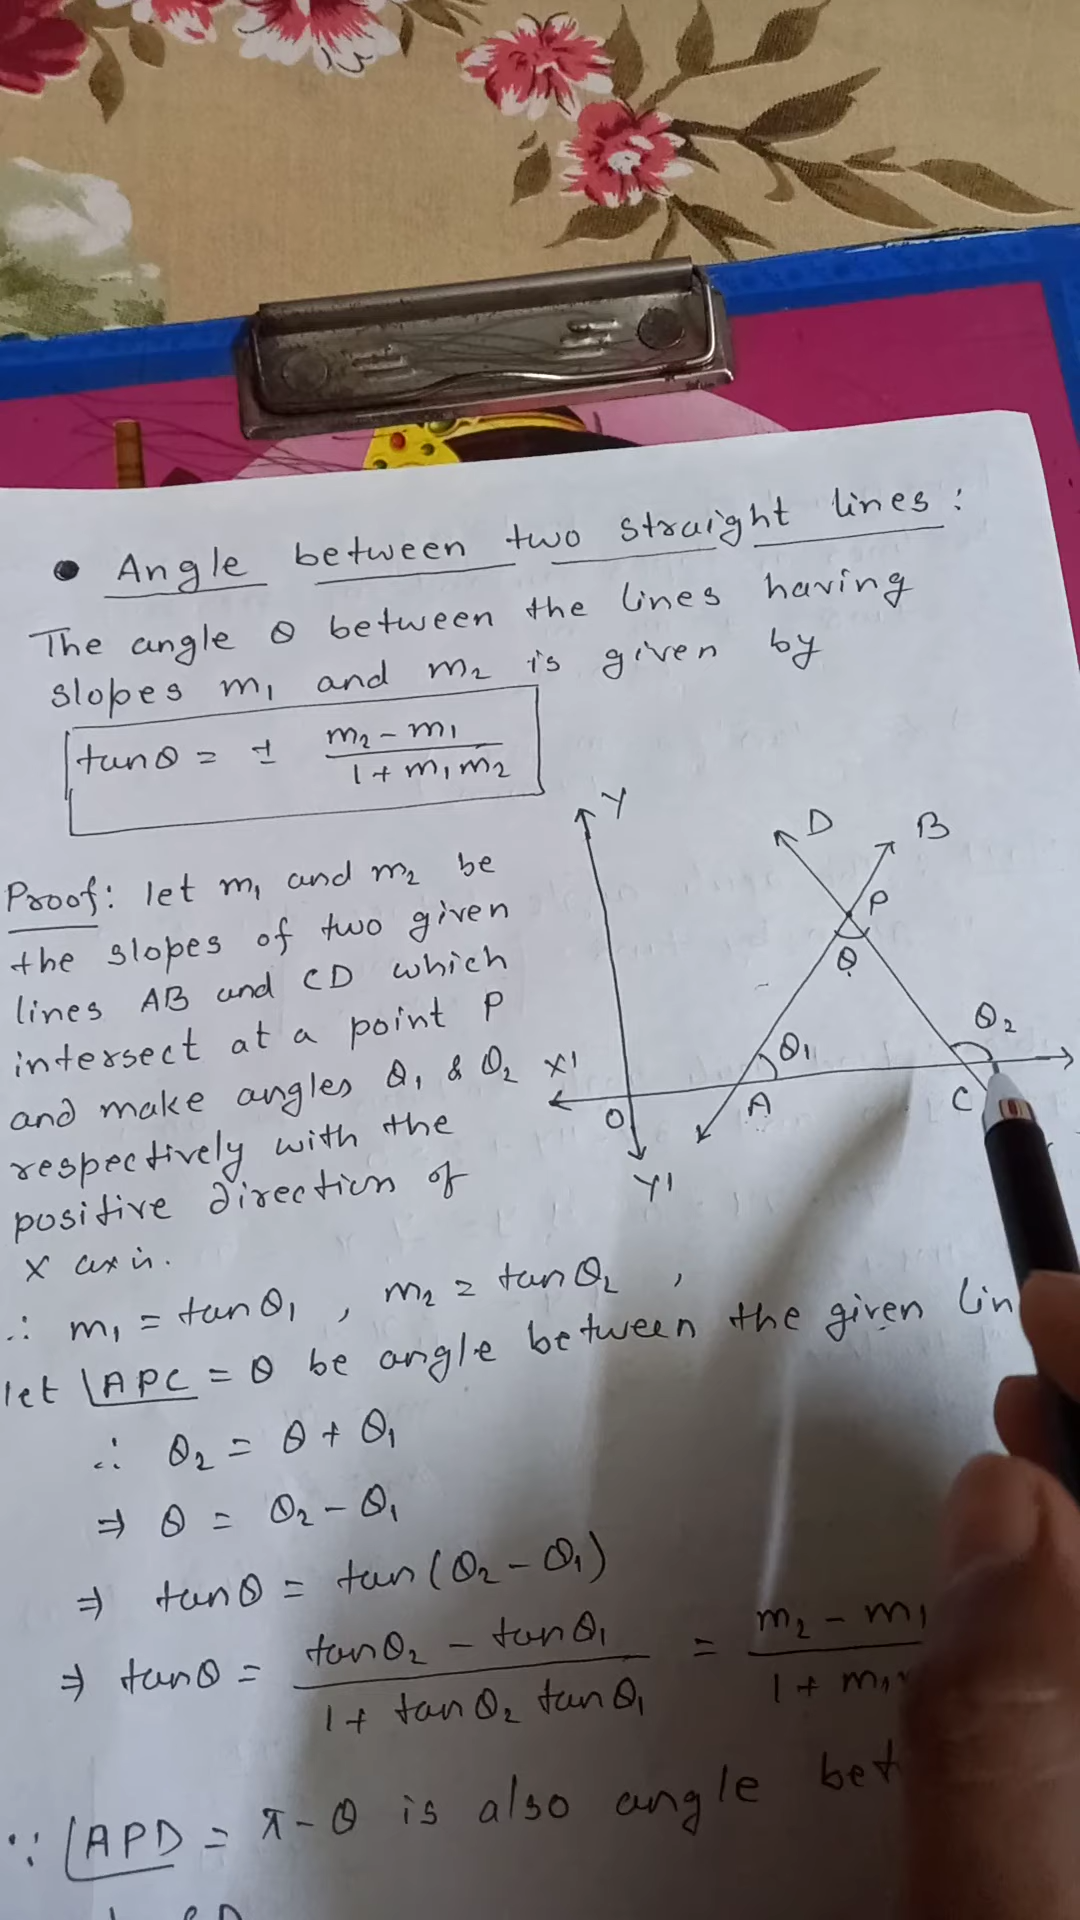 • Angle between two straight lines:
The angle θ between the lines having
slopes m₁ and m₂ is given by
tanθ = ± (m₂ - m₁)/(1 + m₁m₂)
Proof: let m₁ and m₂ be
the slopes of two given
lines AB and CD which
intersect at a point P
and make angles θ₁ & θ₂
respectively with the
positive direction of
X axis.
Y
D
B
P
θ
θ₂
θ₁
X'
O
A
C
Y'
∴ m₁ = tanθ₁ , m₂ = tanθ₂ ,
let ∠APC = θ be angle between the given lin
∴ θ₂ = θ + θ₁
⇒ θ = θ₂ - θ₁
⇒ tanθ = tan(θ₂ - θ₁)
⇒ tanθ = (tanθ₂ - tanθ₁)/(1 + tanθ₂ tanθ₁) = (m₂ - m₁)/(1 + m₁
∵ ∠APD = π - θ is also angle bet